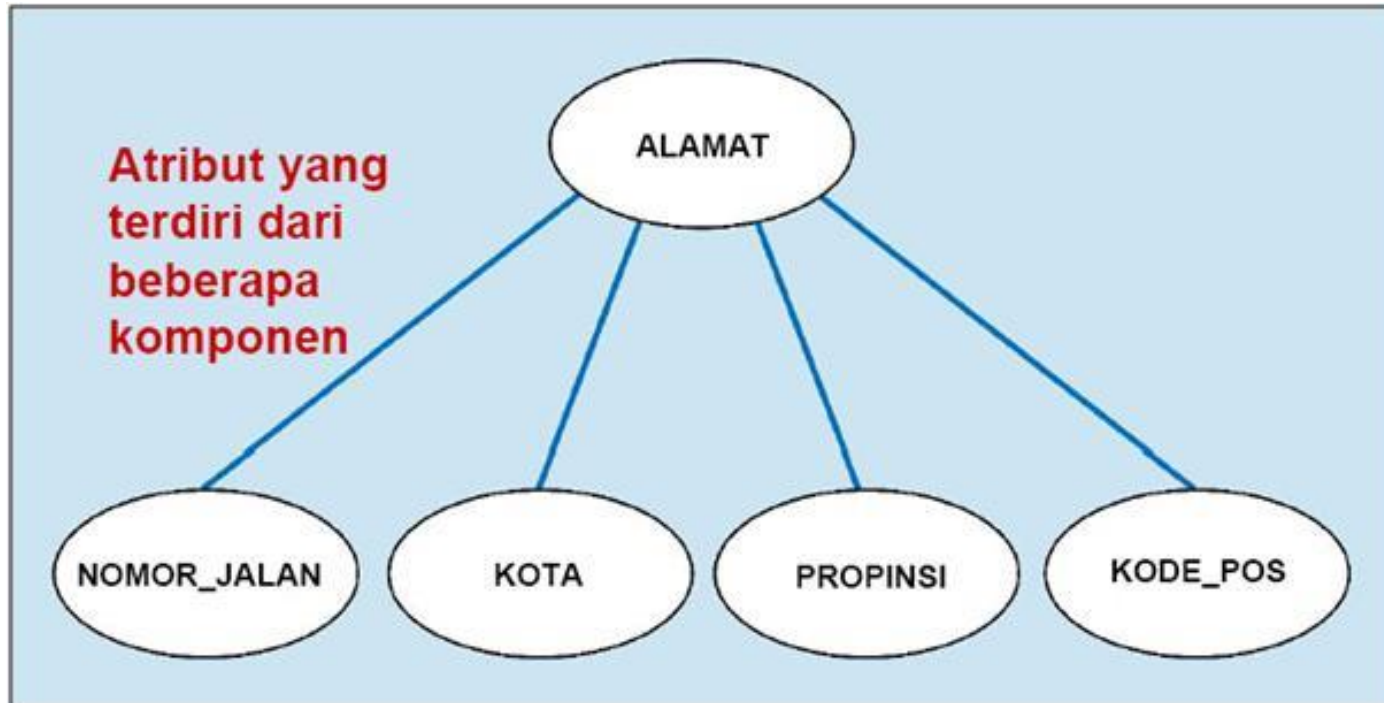 ALAMAT
Atribut yang
terdiri dari
beberapa
komponen
NOMOR_JALAN
KOTA
PROPINSI
KODE_POS